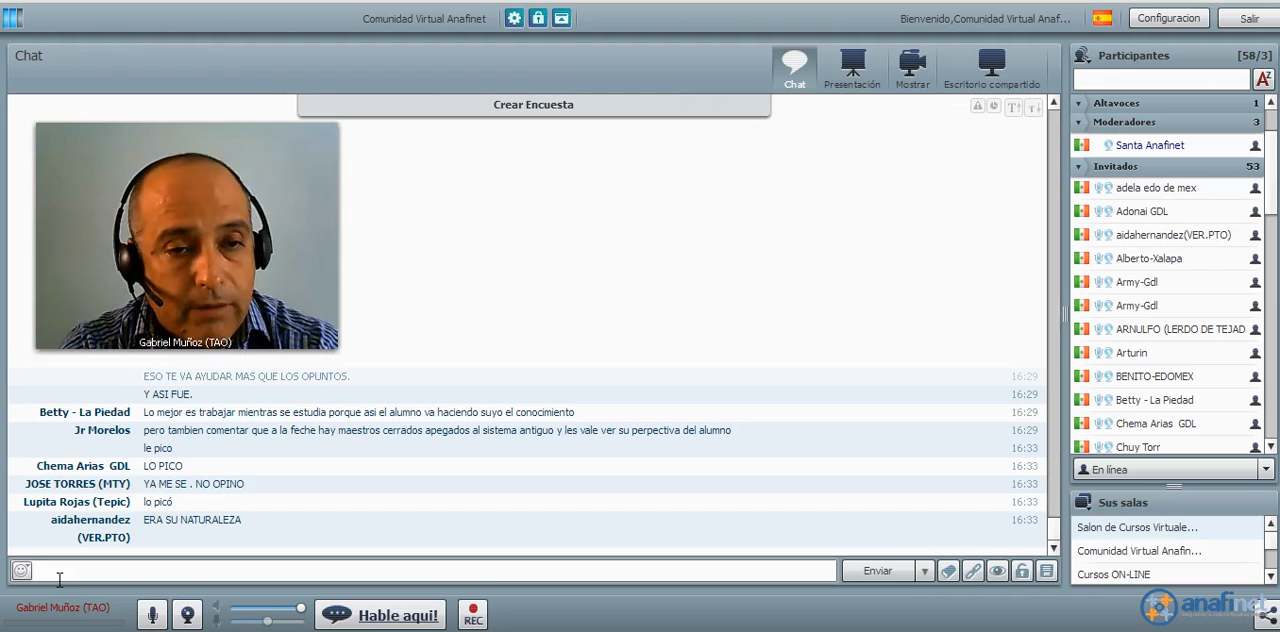 Comunidad Virtual Anafinet
Bienvenido,Comunidad Virtual Anaf...
Configuracion
Salir
Chat
Chat
Presentación
Mostrar
Escritorio compartido
Crear Encuesta
Gabriel Muñoz (TAO)
ESO TE VA AYUDAR MAS QUE LOS OPUNTOS. 16:29
Y ASI FUE. 16:29
Betty - La Piedad Lo mejor es trabajar mientras se estudia porque asi el alumno va haciendo suyo el conocimiento 16:29
Jr Morelos pero tambien comentar que a la feche hay maestros cerrados apegados al sistema antiguo y les vale ver su perpectiva del alumno 16:29
le pico 16:33
Chema Arias GDL LO PICO 16:33
JOSE TORRES (MTY) YA ME SE . NO OPINO 16:33
Lupita Rojas (Tepic) lo picó 16:33
aidahernandez ERA SU NATURALEZA 16:33
(VER.PTO)
Enviar
Gabriel Muñoz (TAO)
Hable aqui!
REC
Participantes [58/3]
Altavoces 1
Moderadores 3
Santa Anafinet
Invitados 53
adela edo de mex
Adonai GDL
aidahernandez(VER.PTO)
Alberto-Xalapa
Army-Gdl
Army-Gdl
ARNULFO (LERDO DE TEJAD
Arturin
BENITO-EDOMEX
Betty - La Piedad
Chema Arias GDL
Chuy Torr
En línea
Sus salas
Salon de Cursos Virtuale...
Comunidad Virtual Anafin...
Cursos ON-LINE
anafinet